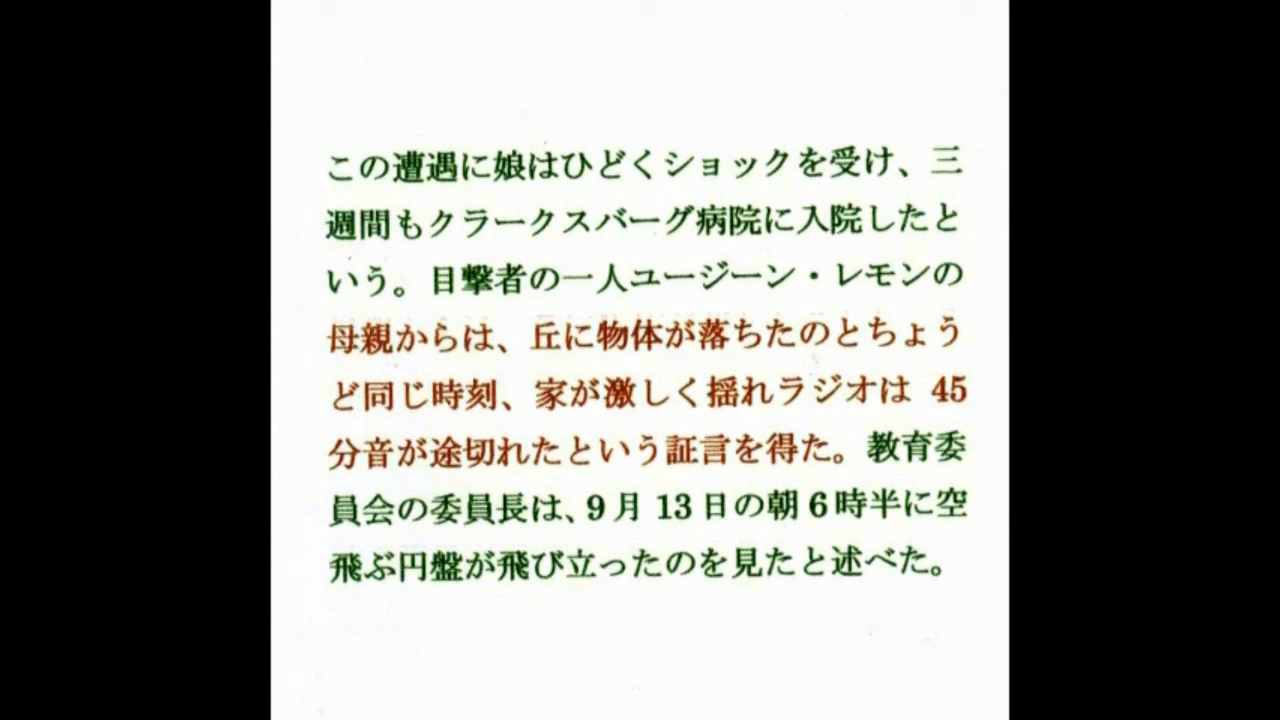 この遭遇に娘はひどくショックを受け、三
週間もクラークスバーグ病院に入院したと
いう。目撃者の一人ユージーン・レモンの
母親からは、丘に物体が落ちたのとちょう
ど同じ時刻、家が激しく揺れラジオは 45
分音が途切れたという証言を得た。教育委
員会の委員長は、9月13日の朝6時半に空
飛ぶ円盤が飛び立ったのを見たと述べた。